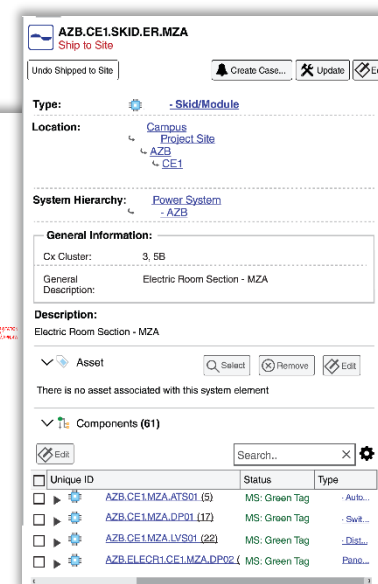 AZB.CE1.SKID.ER.MZA
Ship to Site
Undo Shipped to Site
Create Case...
Update
Type:
- Skid/Module
Location:
Campus
Project Site
AZB
CE1
System Hierarchy:
Power System
- AZB
General Information:
Cx Cluster: 3, 5B
General Description: Electric Room Section - MZA
Description:
Electric Room Section - MZA
Asset
Select
Remove
Edit
There is no asset associated with this system element
Components (61)
Edit
Search..
Unique ID Status Type
AZB.CE1.MZA.ATS01 (5) MS: Green Tag - Auto...
AZB.CE1.MZA.DP01 (17) MS: Green Tag - Swit...
AZB.CE1.MZA.LVS01 (22) MS: Green Tag - Dist...
AZB.ELECR1.CE1.MZA.DP02 ( MS: Green Tag Pane...